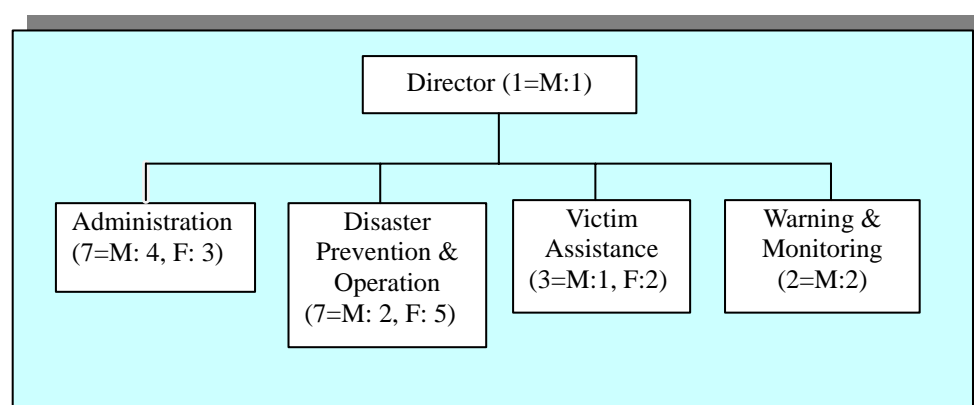 Director (1=M:1)
Administration
(7=M: 4, F: 3)
Disaster
Prevention &
Operation
(7=M: 2, F: 5)
Victim
Assistance
(3=M:1, F:2)
Warning &
Monitoring
(2=M:2)